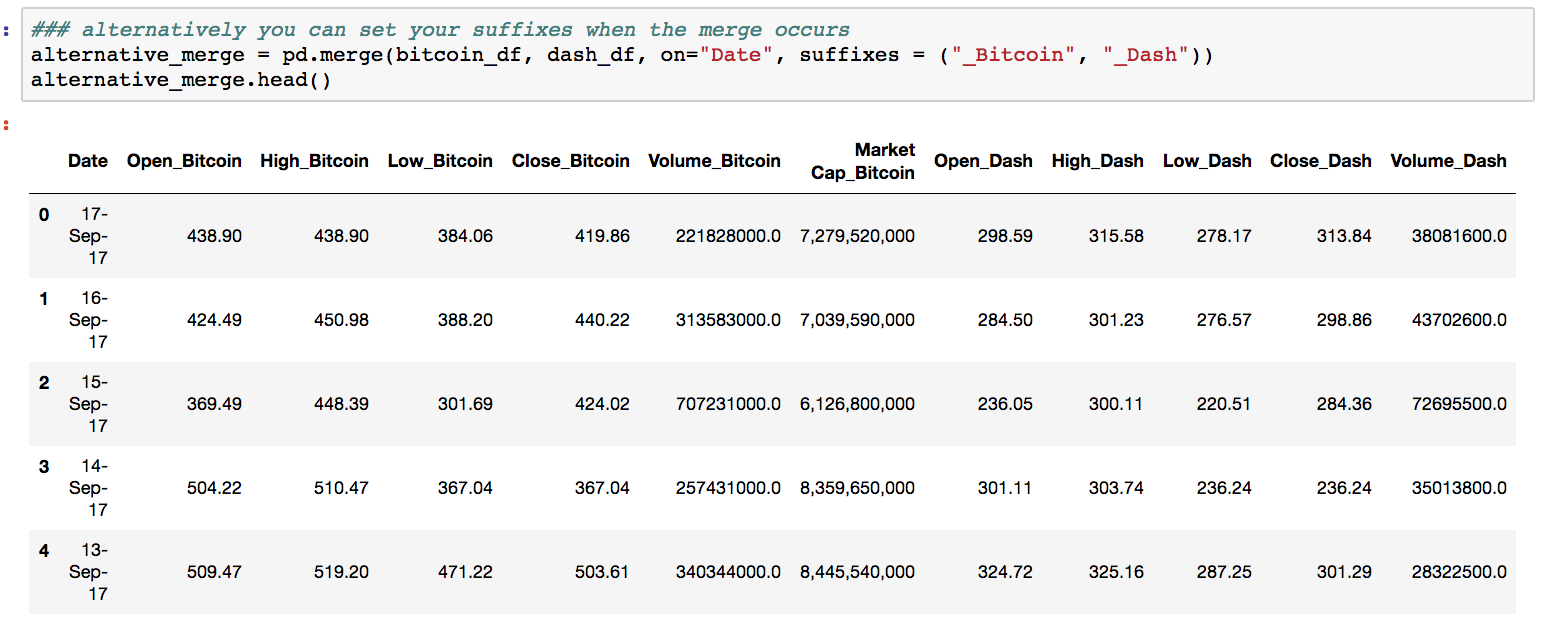 ### alternatively you can set your suffixes when the merge occurs
alternative_merge = pd.merge(bitcoin_df, dash_df, on="Date", suffixes = ("_Bitcoin", "_Dash"))
alternative_merge.head()
Date Open_Bitcoin High_Bitcoin Low_Bitcoin Close_Bitcoin Volume_Bitcoin Market Cap_Bitcoin Open_Dash High_Dash Low_Dash Close_Dash Volume_Dash
0 17-Sep-17 438.90 438.90 384.06 419.86 221828000.0 7,279,520,000 298.59 315.58 278.17 313.84 38081600.0
1 16-Sep-17 424.49 450.98 388.20 440.22 313583000.0 7,039,590,000 284.50 301.23 276.57 298.86 43702600.0
2 15-Sep-17 369.49 448.39 301.69 424.02 707231000.0 6,126,800,000 236.05 300.11 220.51 284.36 72695500.0
3 14-Sep-17 504.22 510.47 367.04 367.04 257431000.0 8,359,650,000 301.11 303.74 236.24 236.24 35013800.0
4 13-Sep-17 509.47 519.20 471.22 503.61 340344000.0 8,445,540,000 324.72 325.16 287.25 301.29 28322500.0